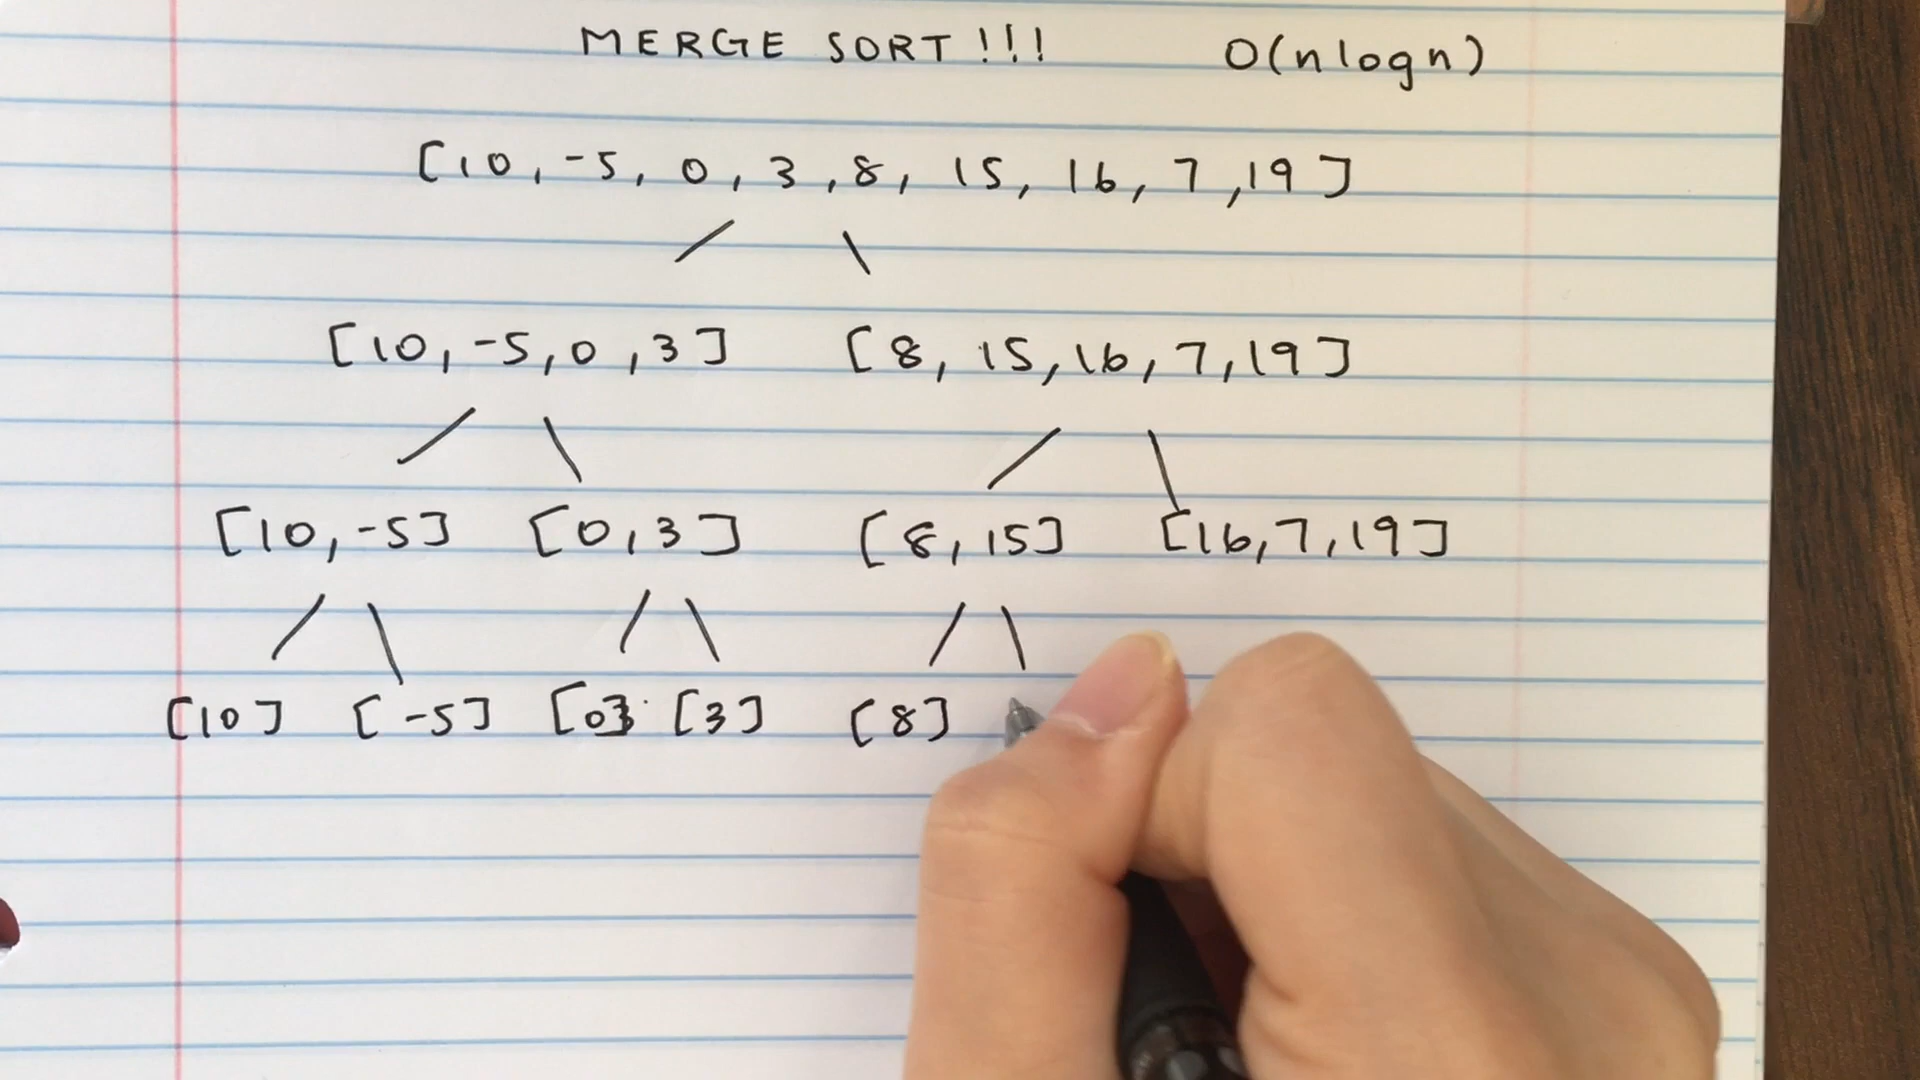 MERGE SORT!!! O(nlogn)
[10, -5, 0, 3, 8, 15, 16, 7, 19]
[10, -5, 0, 3] [8, 15, 16, 7, 19]
[10, -5] [0, 3] [8, 15] [16, 7, 19]
[10] [-5] [0] [3] [8]